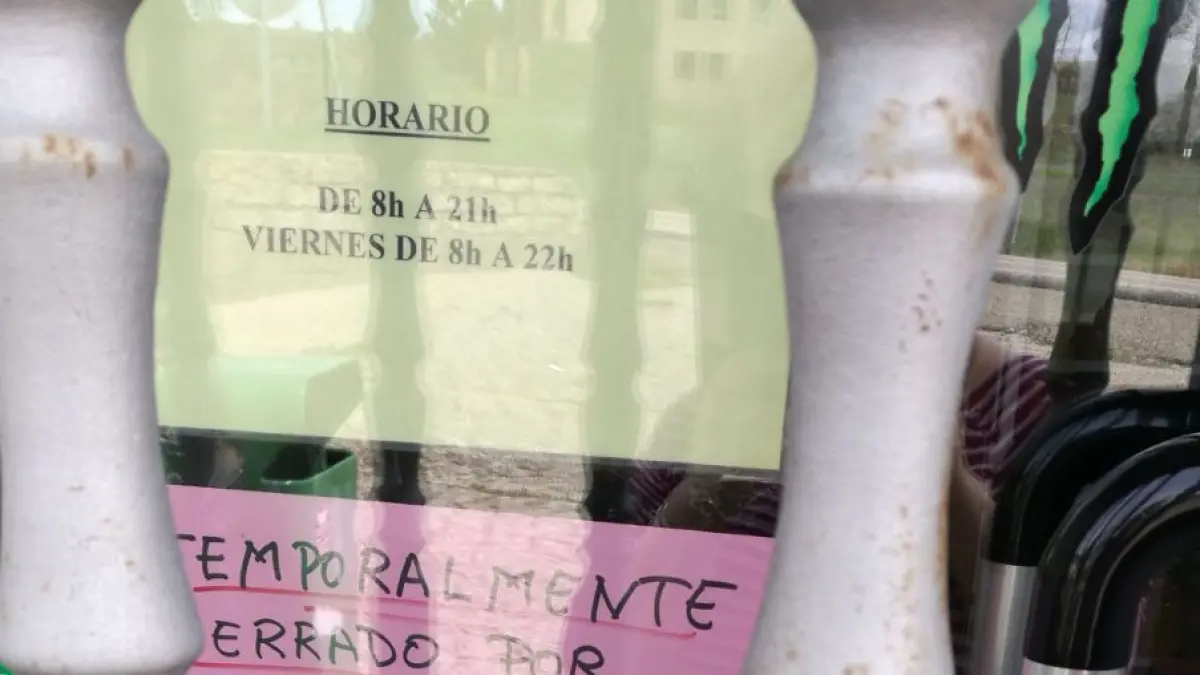 HORARIO
DE 8h A 21h
VIERNES DE 8h A 22h
TEMPORALMENTE
ERRADO POR